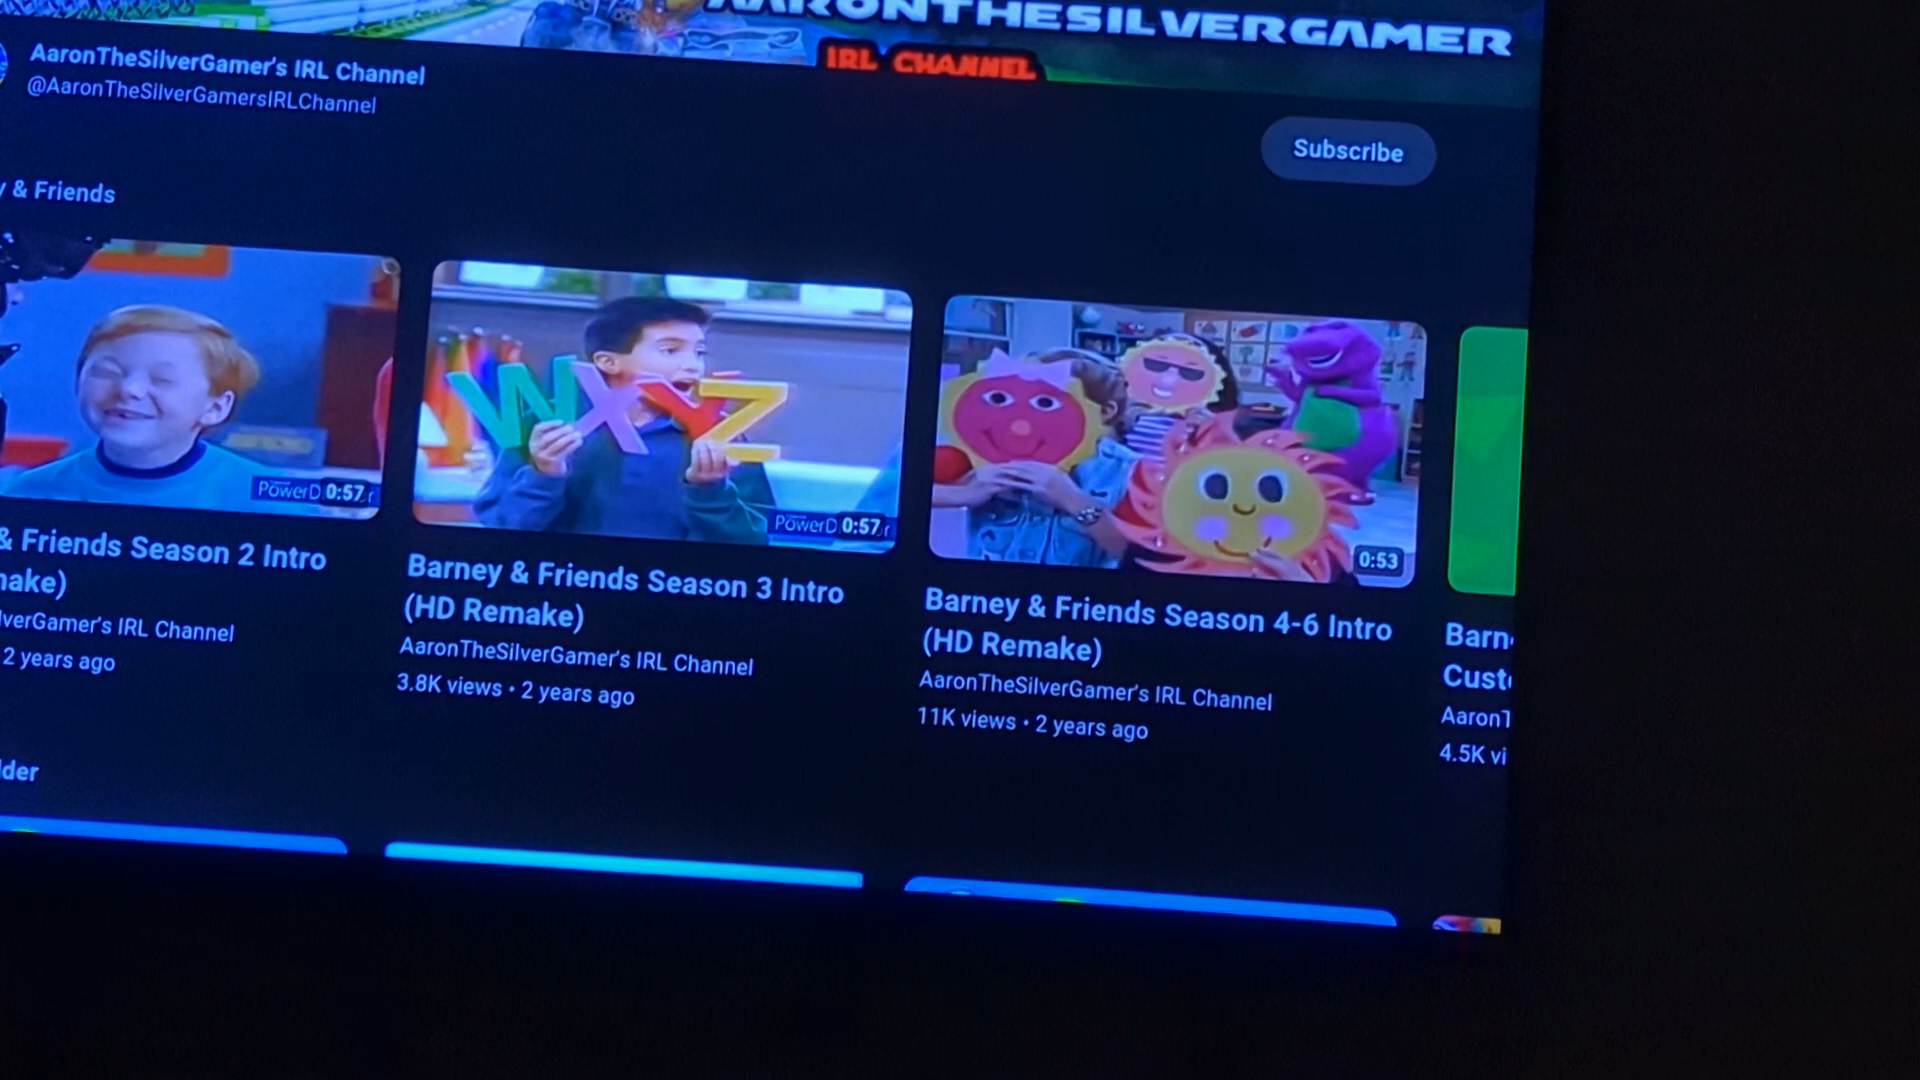 AARONTHESILVERGAMER
IRL CHANNEL
AaronTheSilverGamer's IRL Channel
@AaronTheSilverGamersIRLChannel
Subscribe
y & Friends
W X Y Z
PowerD 0:57 r
PowerD 0:57 r
0:53
& Friends Season 2 Intro
make)
lverGamer's IRL Channel
2 years ago
Barney & Friends Season 3 Intro
(HD Remake)
AaronTheSilverGamer's IRL Channel
3.8K views • 2 years ago
Barney & Friends Season 4-6 Intro
(HD Remake)
AaronTheSilverGamer's IRL Channel
11K views • 2 years ago
Barn
Cust
AaronT
4.5K vi
lder